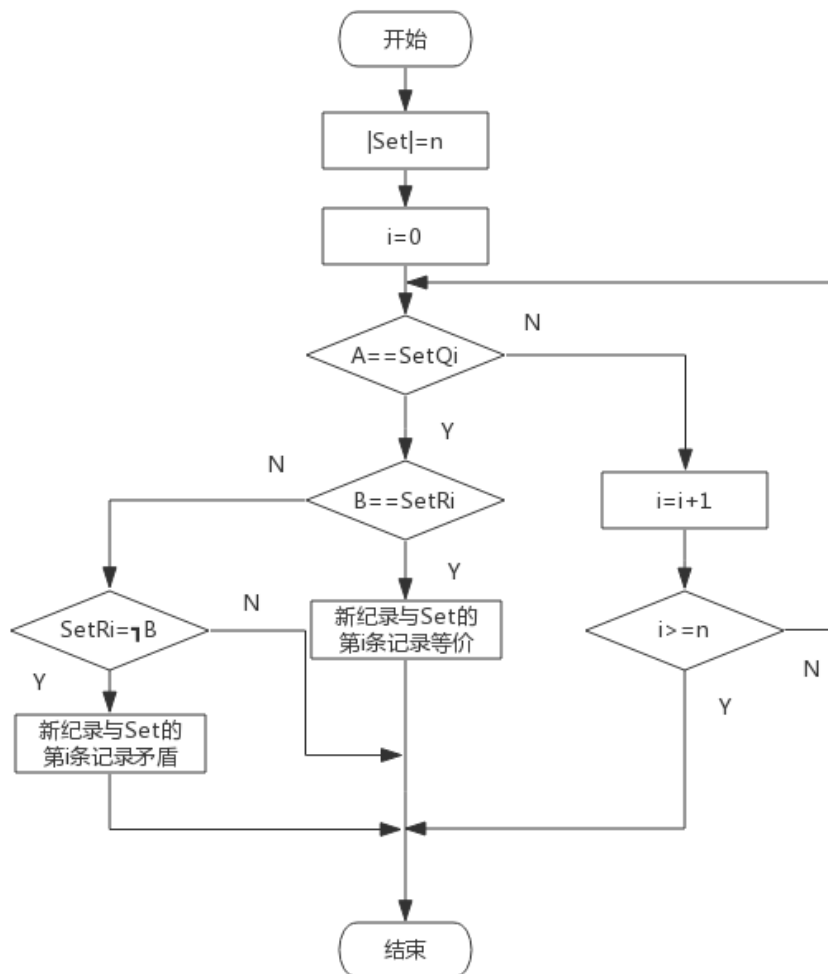 开始
|Set|=n
i=0
A==SetQi
N
Y
B==SetRi
N
i=i+1
Y
新纪录与Set的
第i条记录等价
SetRi=┓B
N
Y
i>=n
N
Y
新纪录与Set的
第i条记录矛盾
结束